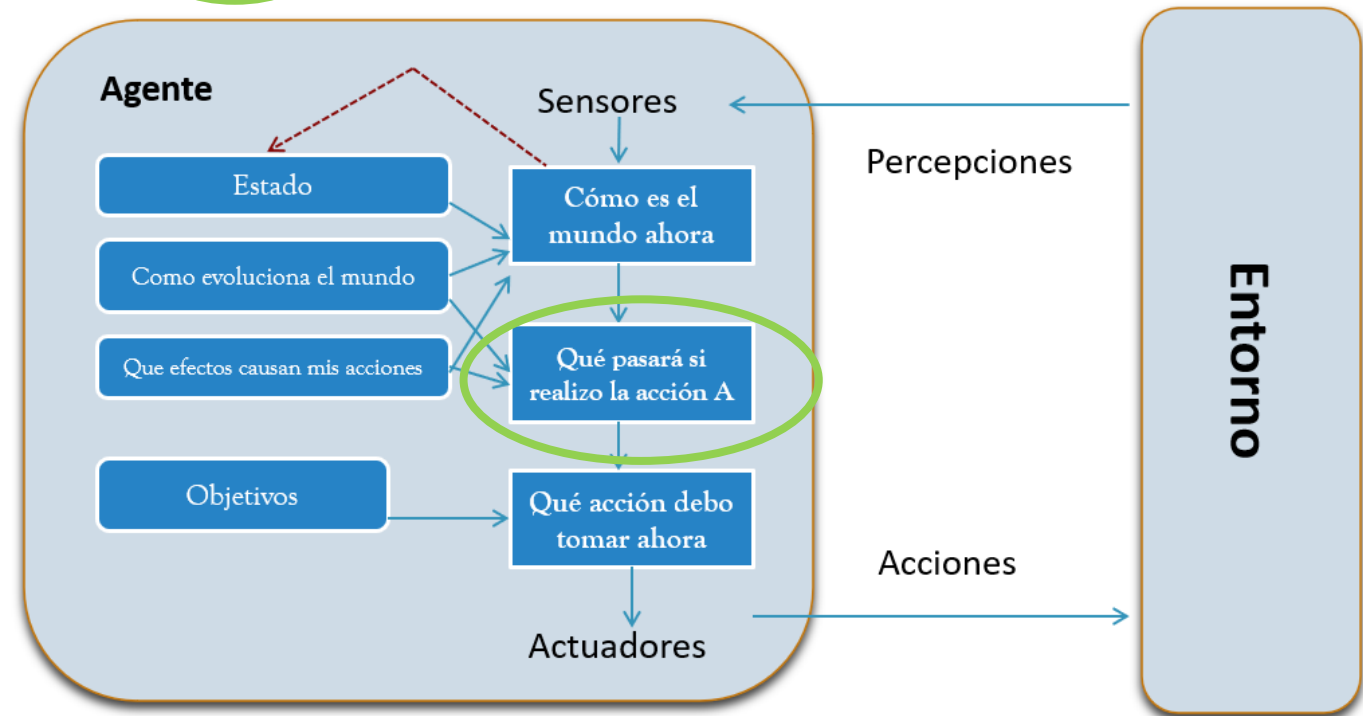 Agente
Sensores
Percepciones
Estado
Cómo es el
mundo ahora
Como evoluciona el mundo
Que efectos causan mis acciones
Qué pasará si
realizo la acción A
Objetivos
Qué acción debo
tomar ahora
Acciones
Actuadores
Entorno